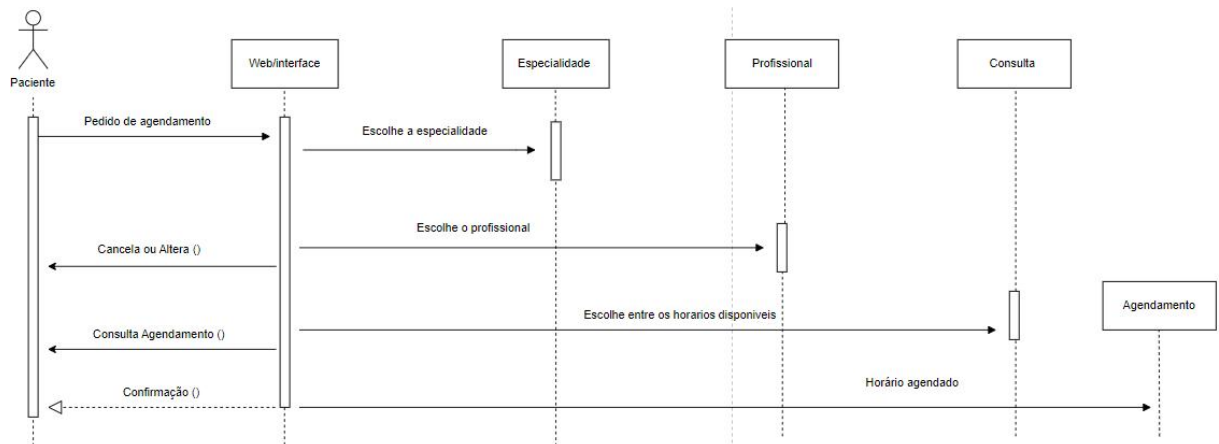 Paciente
Web/interface
Especialidade
Profissional
Consulta
Pedido de agendamento
Escolhe a especialidade
Escolhe o profissional
Cancela ou Altera ()
Agendamento
Escolhe entre os horarios disponiveis
Consulta Agendamento ()
Horário agendado
Confirmação ()